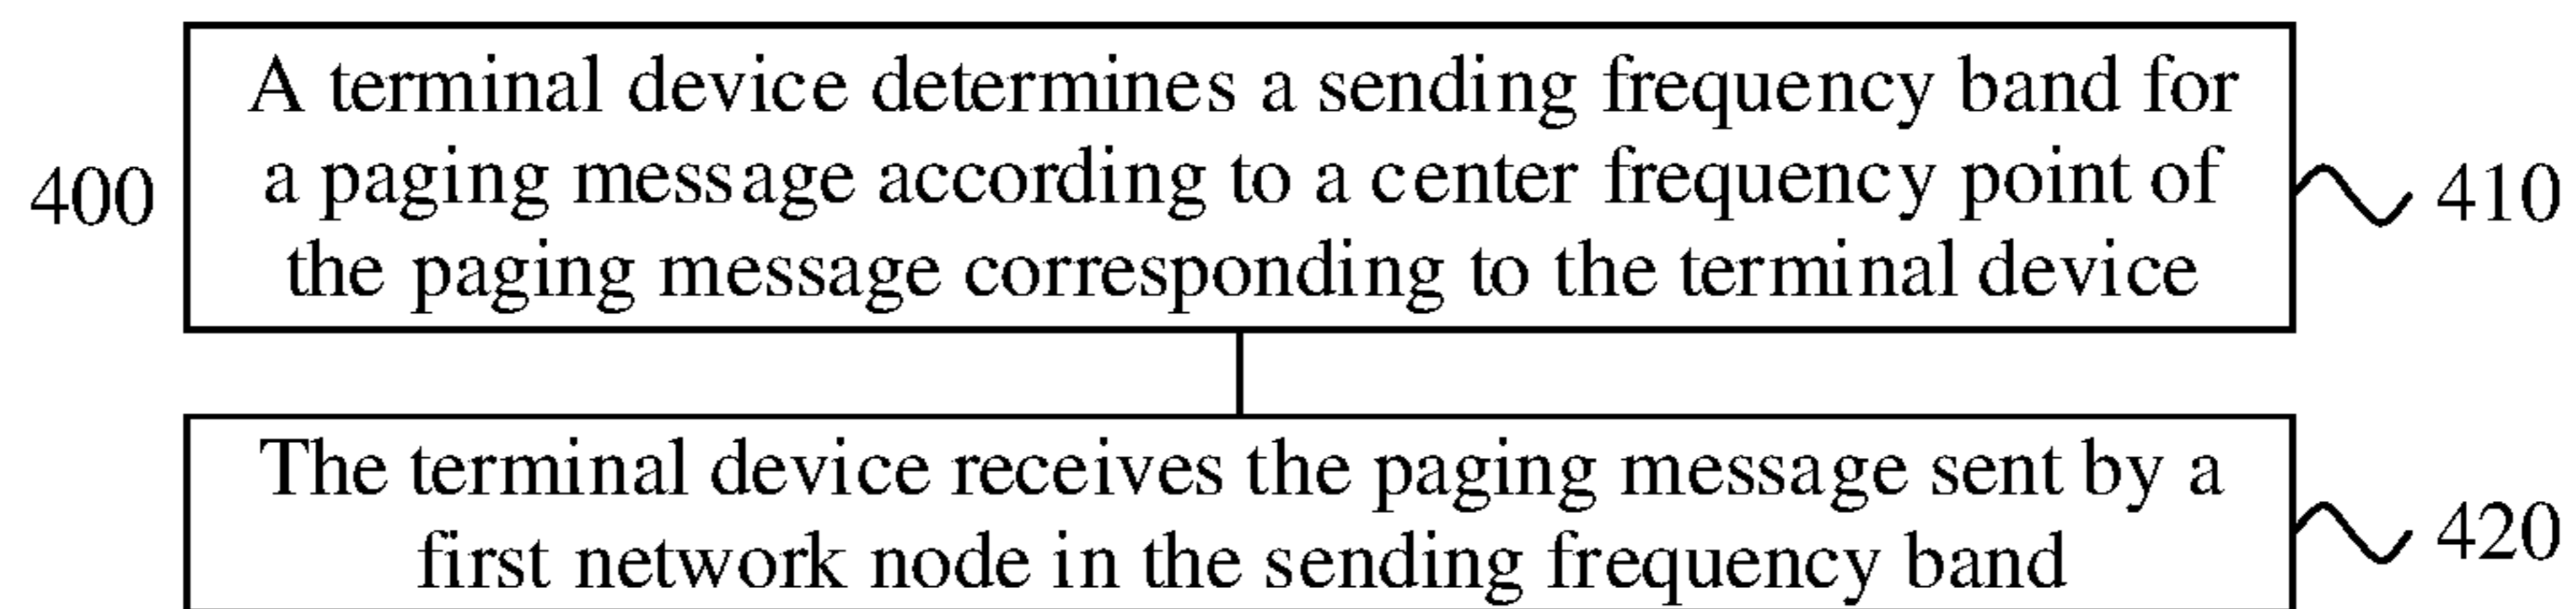 A terminal device determines a sending frequency band for
400 a paging message according to a center frequency point of 410
the paging message corresponding to the terminal device
The terminal device receives the paging message sent by a
first network node in the sending frequency band 420